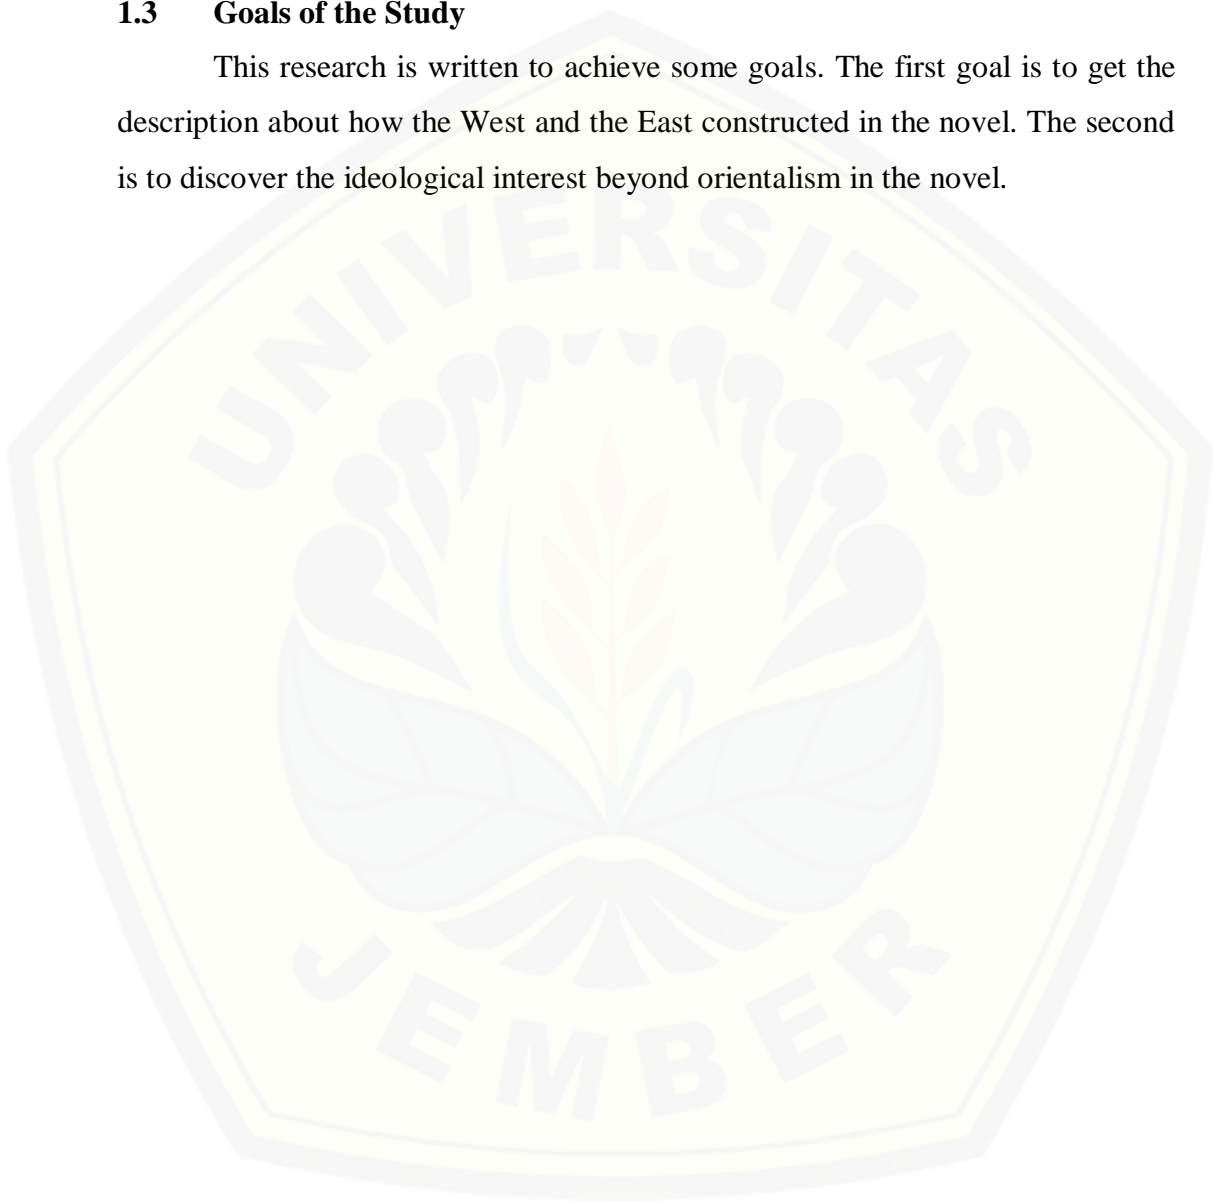 1.3 Goals of the Study
This research is written to achieve some goals. The first goal is to get the
description about how the West and the East constructed in the novel. The second
is to discover the ideological interest beyond orientalism in the novel.
UNIVERSITAS
JEMBER